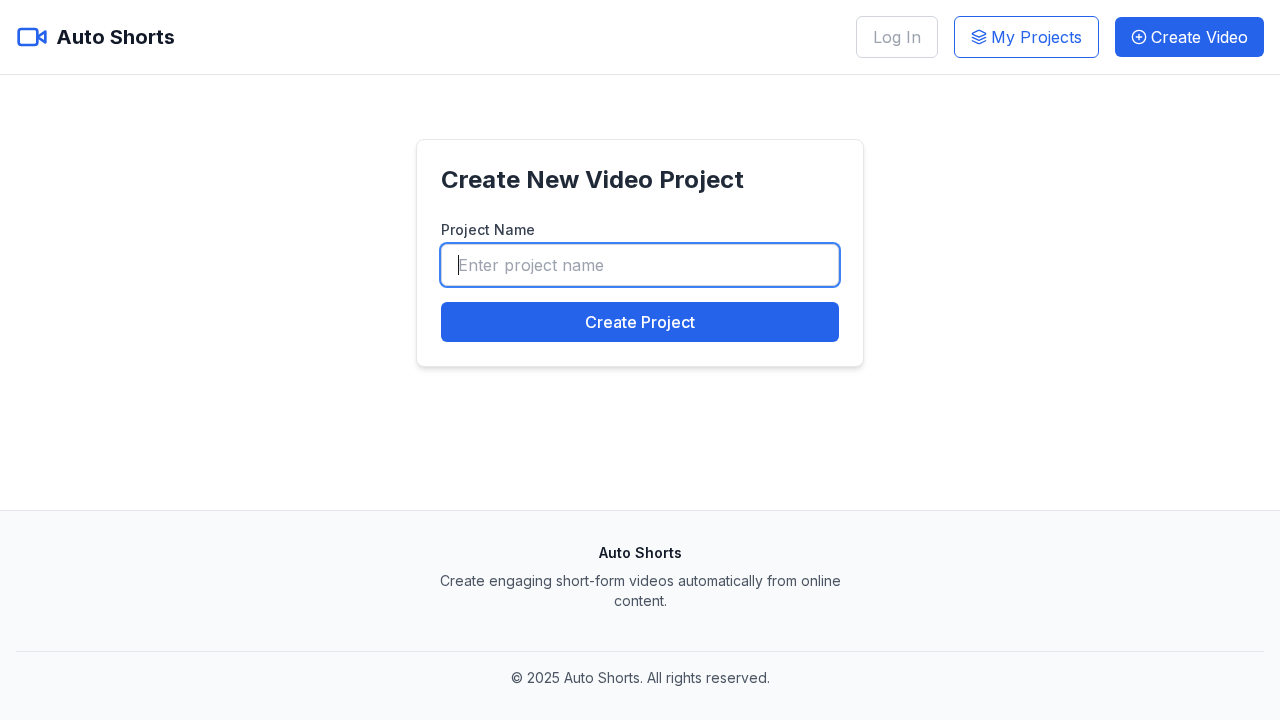 Auto Shorts
Log In
My Projects
Create Video
Create New Video Project
Project Name
Enter project name
Create Project
Auto Shorts
Create engaging short-form videos automatically from online
content.
© 2025 Auto Shorts. All rights reserved.